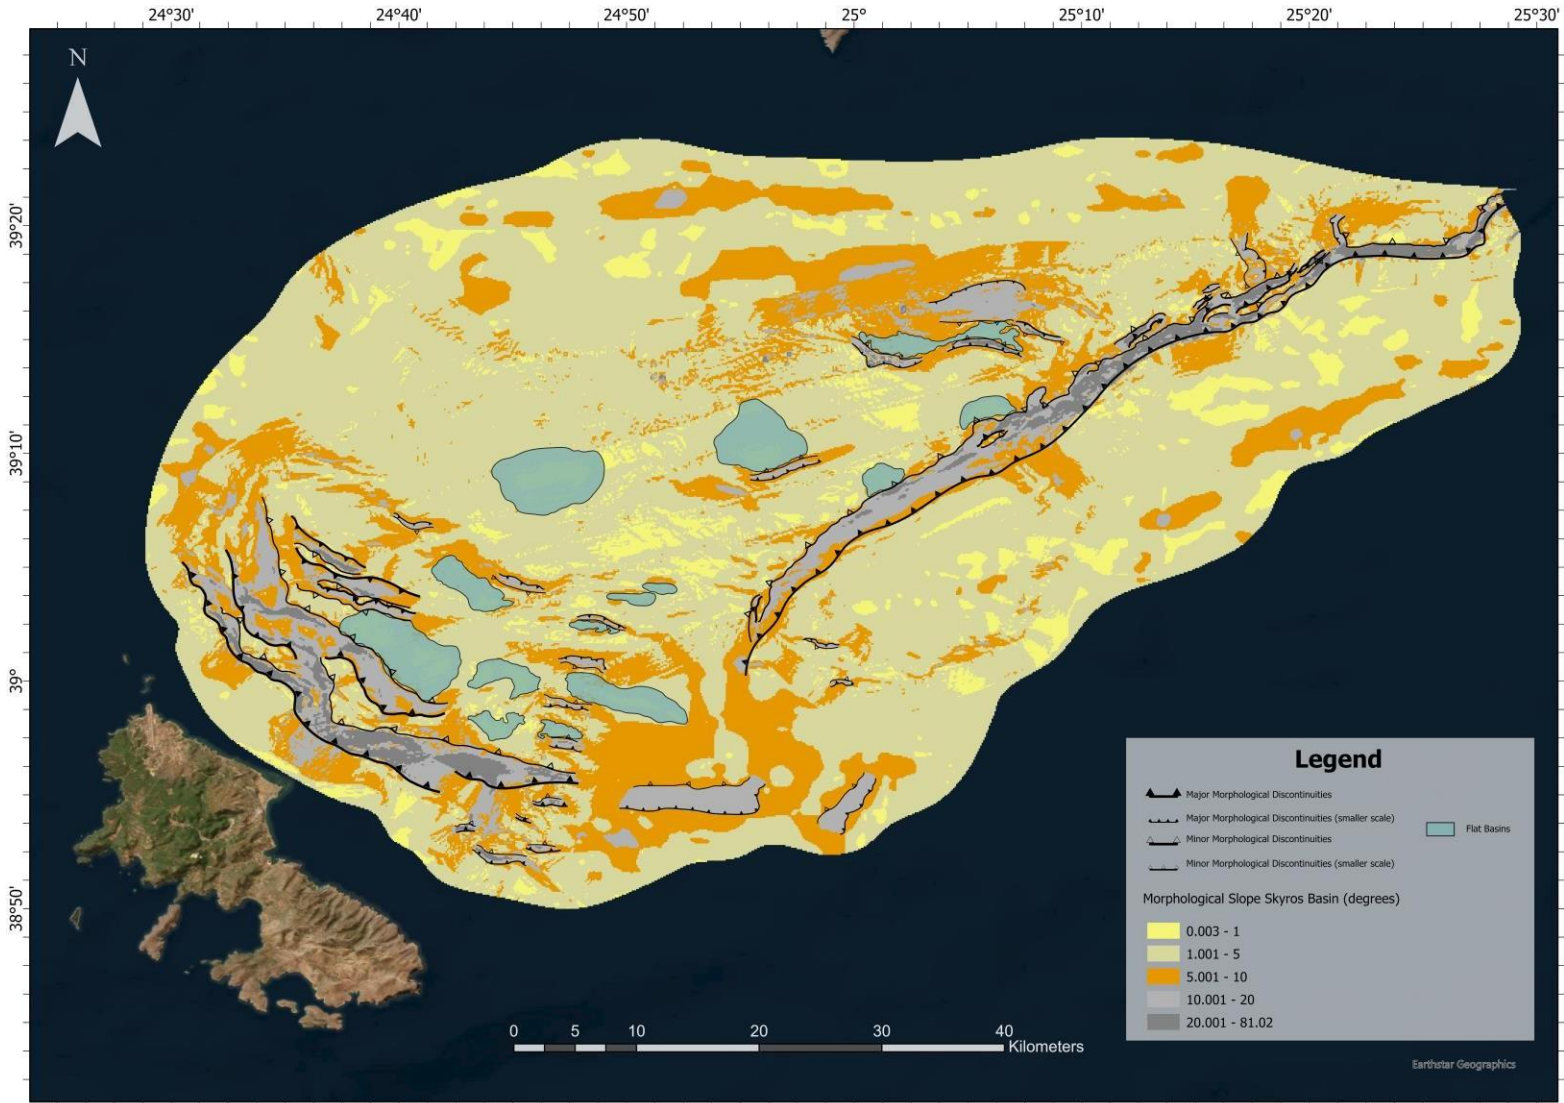 24°30' 24°40' 24°50' 25° 25°10' 25°20' 25°30'
N
39°20'
39°10'
39°
38°50'
Legend
Major Morphological Discontinuities
Major Morphological Discontinuities (smaller scale)
Minor Morphological Discontinuities
Minor Morphological Discontinuities (smaller scale)
Flat Basins
Morphological Slope Skyros Basin (degrees)
0.003 - 1
1.001 - 5
5.001 - 10
10.001 - 20
20.001 - 81.02
0 5 10 20 30 40
Kilometers
Earthstar Geographics